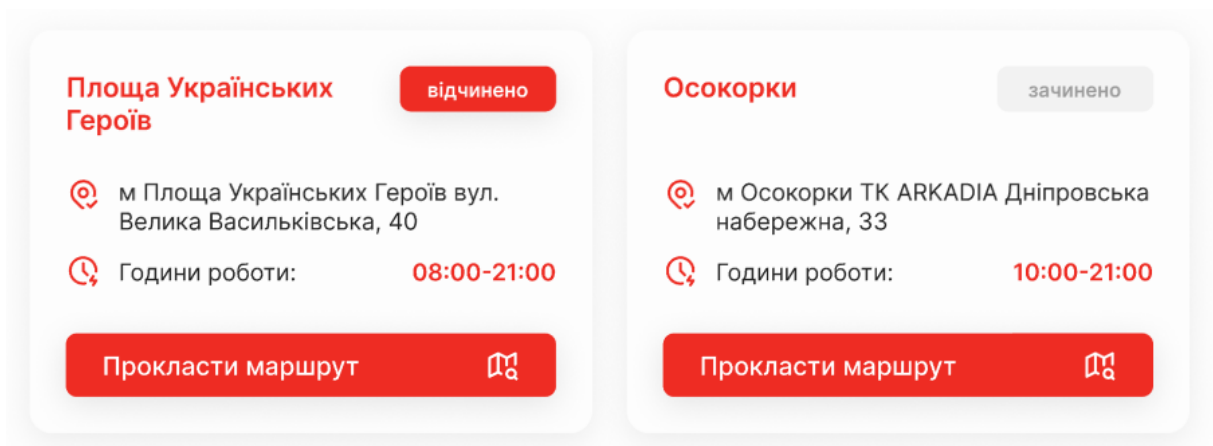 Площа Українських
Героїв
відчинено
м Площа Українських Героїв вул.
Велика Васильківська, 40
Години роботи: 08:00-21:00
Прокласти маршрут
Осокорки
зачинено
м Осокорки ТК ARKADIA Дніпровська
набережна, 33
Години роботи: 10:00-21:00
Прокласти маршрут